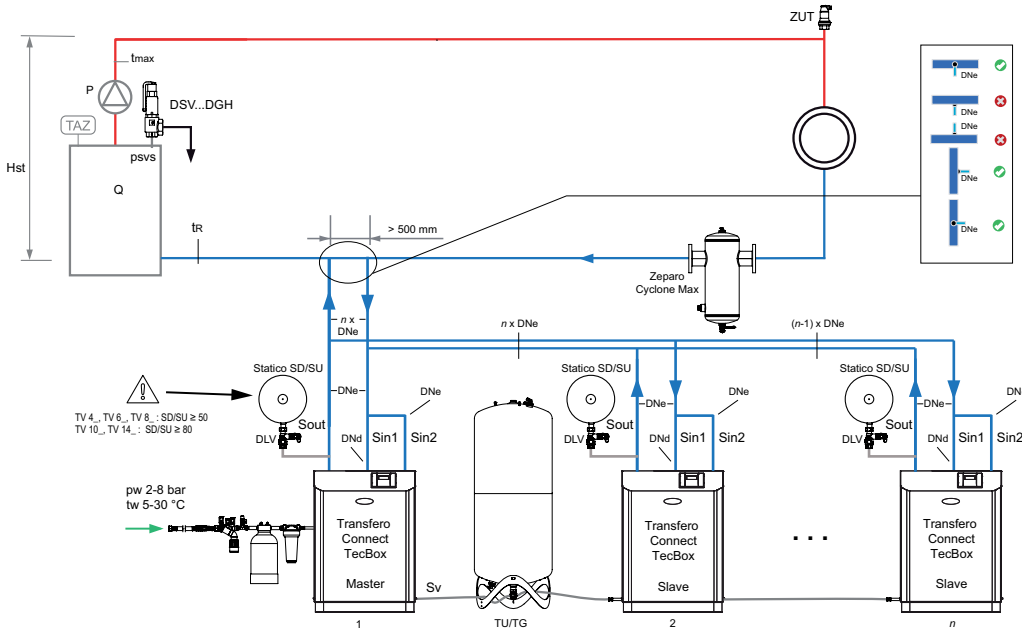 ZUT
tmax
P
DSV...DGH
TAZ
psvs
Hst
Q
DNe
DNe
DNe
DNe
DNe
tR
> 500 mm
Zeparo
Cyclone Max
n x
DNe
n x DNe
(n-1) x DNe
Statico SD/SU
Statico SD/SU
Statico SD/SU
TV 4_, TV 6_, TV 8_ : SD/SU ≥ 50
TV 10_, TV 14_ : SD/SU ≥ 80
DNe
DNe
DNe
DNe
DNe
DLV
Sout
DNd
Sin1
Sin2
DLV
Sout
DNd
Sin1
Sin2
DLV
Sout
DNd
Sin1
Sin2
pw 2-8 bar
tw 5-30 °C
Transfero
Connect
TecBox
Master
Transfero
Connect
TecBox
Slave
...
Transfero
Connect
TecBox
Slave
Sv
1
TU/TG
2
n